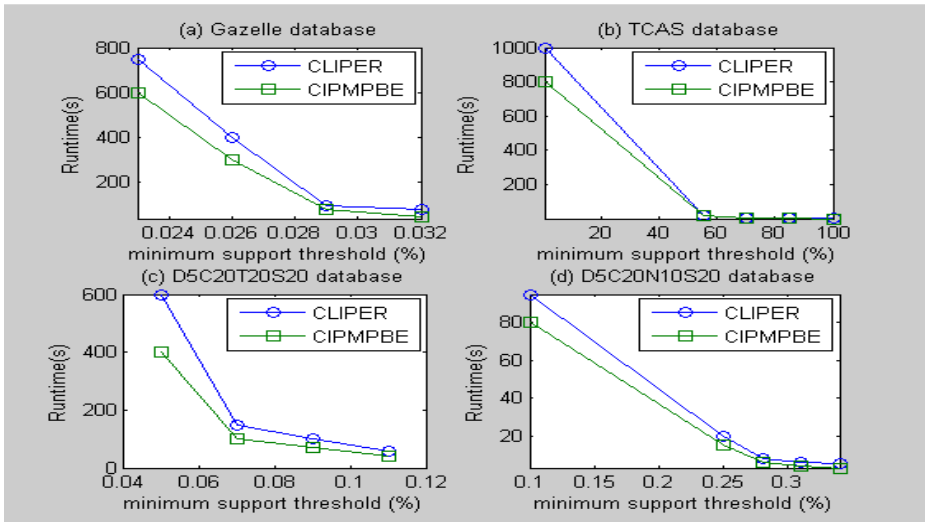 (a) Gazelle database
800
600
400
200
Runtime(s)
CLIPER
CIPMPBE
0.024 0.026 0.028 0.03 0.032
minimum support threshold (%)
(b) TCAS database
1000
800
600
400
200
Runtime(s)
CLIPER
CIPMPBE
20 40 60 80 100
minimum support threshold (%)
(c) D5C20T20S20 database
600
400
200
0
Runtime(s)
CLIPER
CIPMPBE
0.04 0.06 0.08 0.1 0.12
minimum support threshold (%)
(d) D5C20N10S20 database
80
60
40
20
Runtime(s)
CLIPER
CIPMPBE
0.1 0.15 0.2 0.25 0.3
minimum support threshold (%)